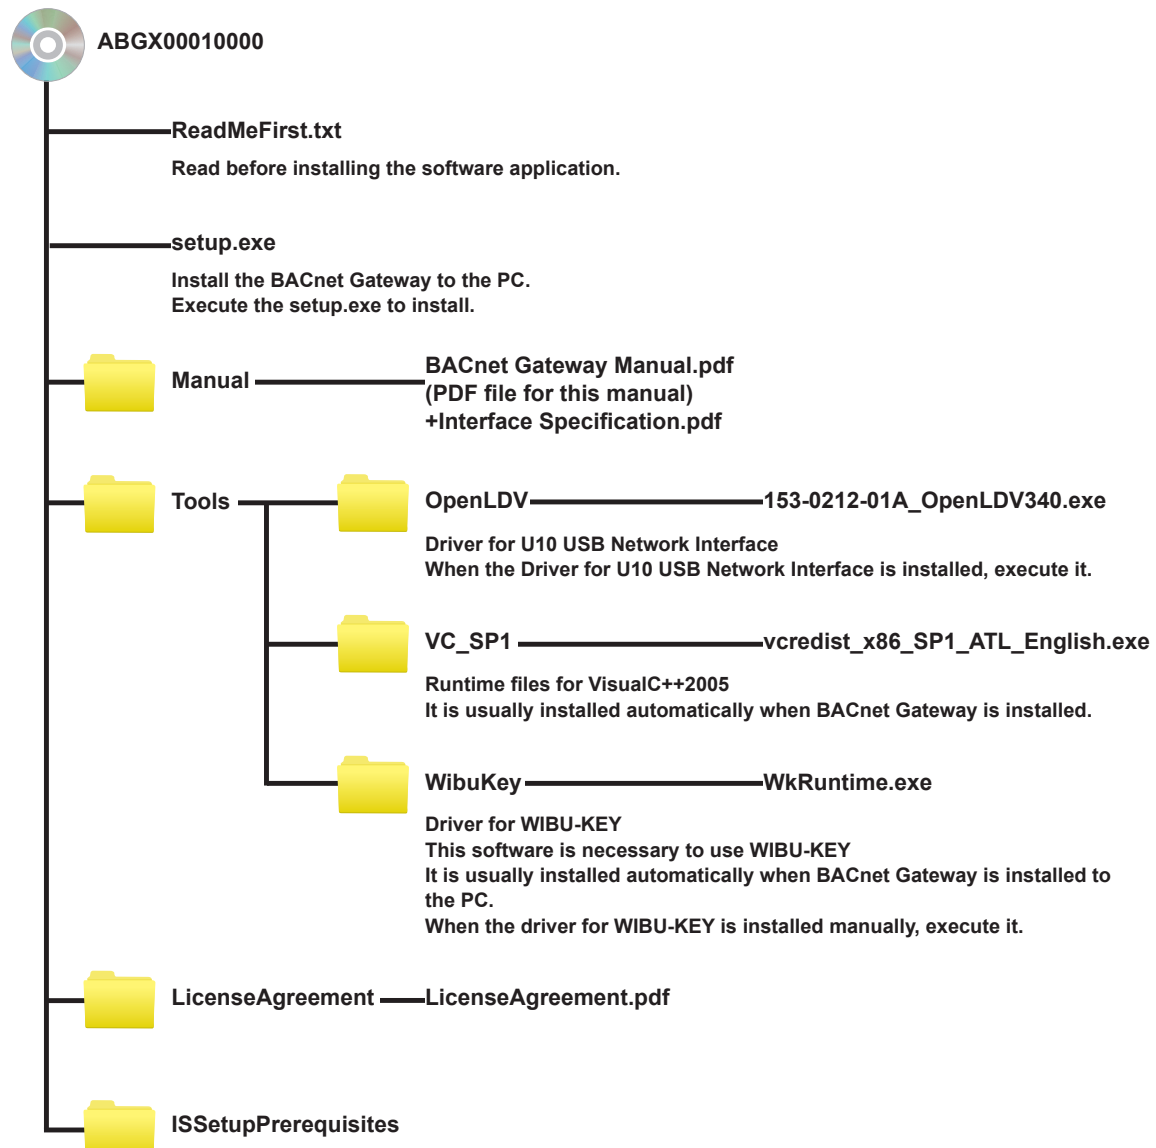 ABGX00010000
ReadMeFirst.txt
Read before installing the software application.
setup.exe
Install the BACnet Gateway to the PC.
Execute the setup.exe to install.
Manual
BACnet Gateway Manual.pdf
(PDF file for this manual)
+Interface Specification.pdf
Tools
OpenLDV
153-0212-01A_OpenLDV340.exe
Driver for U10 USB Network Interface
When the Driver for U10 USB Network Interface is installed, execute it.
VC_SP1
vcredist_x86_SP1_ATL_English.exe
Runtime files for VisualC++2005
It is usually installed automatically when BACnet Gateway is installed.
WibuKey
WkRuntime.exe
Driver for WIBU-KEY
This software is necessary to use WIBU-KEY
It is usually installed automatically when BACnet Gateway is installed to
the PC.
When the driver for WIBU-KEY is installed manually, execute it.
LicenseAgreement
LicenseAgreement.pdf
ISSetupPrerequisites